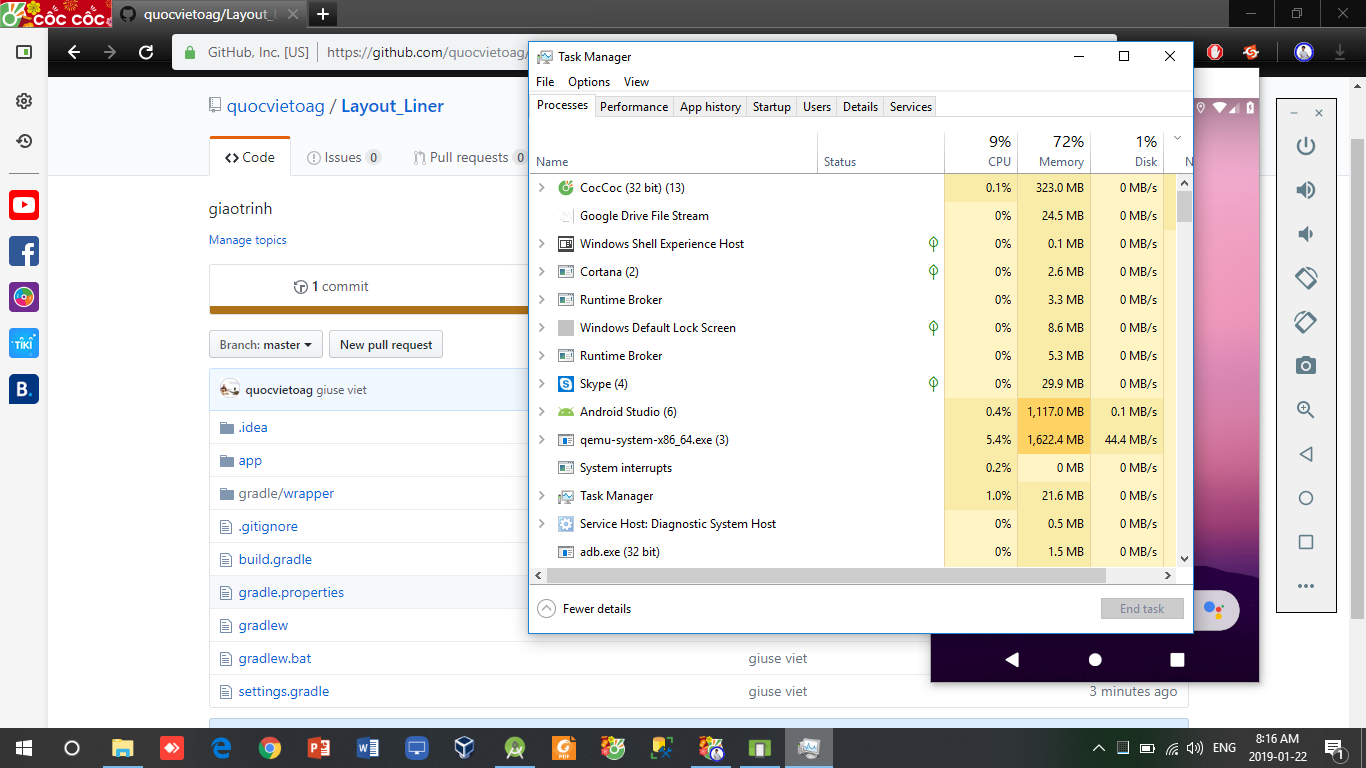 CỐC CỐC
quocvietoag/Layout_L
GitHub, Inc. [US]
https://github.com/quocvietoag/
quocvietoag / Layout_Liner
Code
Issues 0
Pull requests 0
giaotrinh
Manage topics
1 commit
Branch: master
New pull request
quocvietoag giuse viet
.idea
app
gradle/wrapper
.gitignore
build.gradle
gradle.properties
gradlew
gradlew.bat
giuse viet
settings.gradle
giuse viet
3 minutes ago
TIKI
B.
Task Manager
File Options View
Processes Performance App history Startup Users Details Services
9% 72% 1%
Name Status CPU Memory Disk N
CocCoc (32 bit) (13) 0.1% 323.0 MB 0 MB/s
Google Drive File Stream 0% 24.5 MB 0 MB/s
Windows Shell Experience Host 0% 0.1 MB 0 MB/s
Cortana (2) 0% 2.6 MB 0 MB/s
Runtime Broker 0% 3.3 MB 0 MB/s
Windows Default Lock Screen 0% 8.6 MB 0 MB/s
Runtime Broker 0% 5.3 MB 0 MB/s
Skype (4) 0% 29.9 MB 0 MB/s
Android Studio (6) 0.4% 1,117.0 MB 0.1 MB/s
qemu-system-x86_64.exe (3) 5.4% 1,622.4 MB 44.4 MB/s
System interrupts 0.2% 0 MB 0 MB/s
Task Manager 1.0% 21.6 MB 0 MB/s
Service Host: Diagnostic System Host 0% 0.5 MB 0 MB/s
adb.exe (32 bit) 0% 1.5 MB 0 MB/s
Fewer details
End task
ENG
8:16 AM
2019-01-22
1